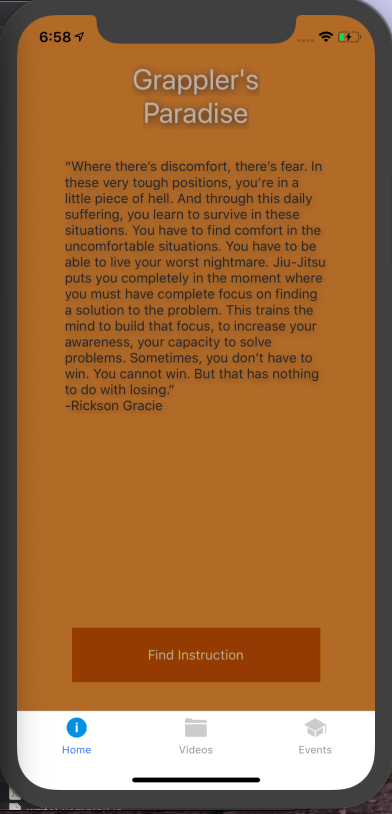 6:58
Grappler's
Paradise
“Where there’s discomfort, there’s fear. In
these very tough positions, you’re in a
little piece of hell. And through this daily
suffering, you learn to survive in these
situations. You have to find comfort in the
uncomfortable situations. You have to be
able to live your worst nightmare. Jiu-Jitsu
puts you completely in the moment where
you must have complete focus on finding
a solution to the problem. This trains the
mind to build that focus, to increase your
awareness, your capacity to solve
problems. Sometimes, you don’t have to
win. You cannot win. But that has nothing
to do with losing.”
-Rickson Gracie
Find Instruction
Home Videos Events